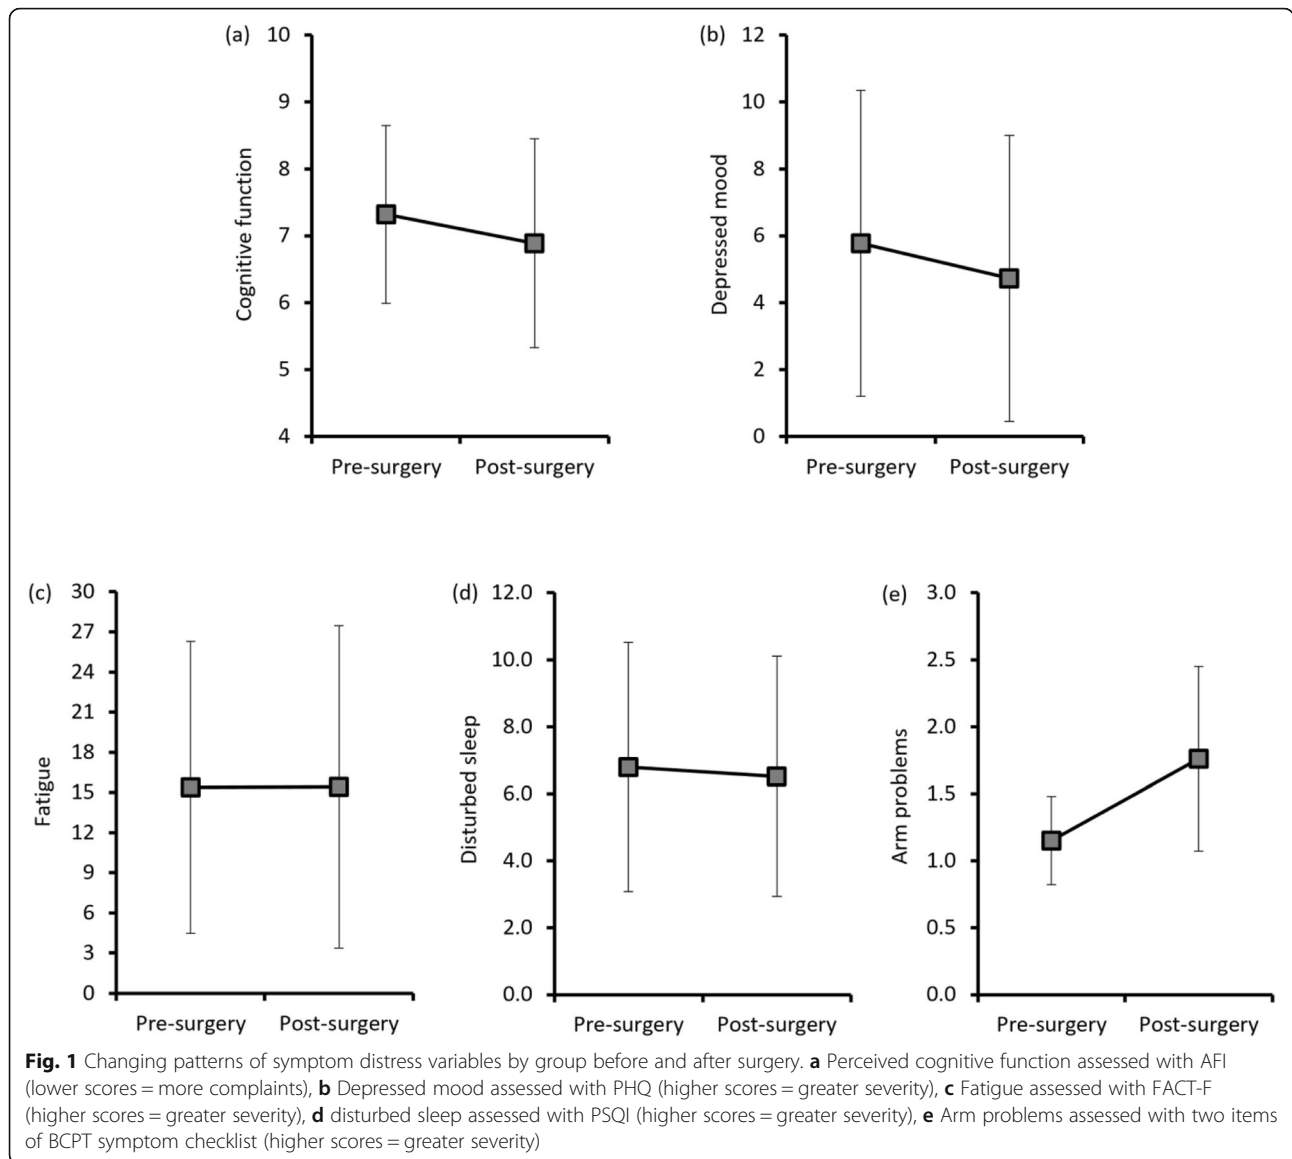 (a)
10
9
8
7
6
5
4
Cognitive function
Pre-surgery
Post-surgery
(b)
12
10
8
6
4
2
0
Depressed mood
Pre-surgery
Post-surgery
(c)
30
27
24
21
18
15
12
9
6
3
0
Fatigue
Pre-surgery
Post-surgery
(d)
12.0
10.0
8.0
6.0
4.0
2.0
0.0
Disturbed sleep
Pre-surgery
Post-surgery
(e)
3.0
2.5
2.0
1.5
1.0
0.5
0.0
Arm problems
Pre-surgery
Post-surgery
Fig. 1 Changing patterns of symptom distress variables by group before and after surgery. a Perceived cognitive function assessed with AFI
(lower scores = more complaints), b Depressed mood assessed with PHQ (higher scores = greater severity), c Fatigue assessed with FACT-F
(higher scores = greater severity), d disturbed sleep assessed with PSQI (higher scores = greater severity), e Arm problems assessed with two items
of BCPT symptom checklist (higher scores = greater severity)